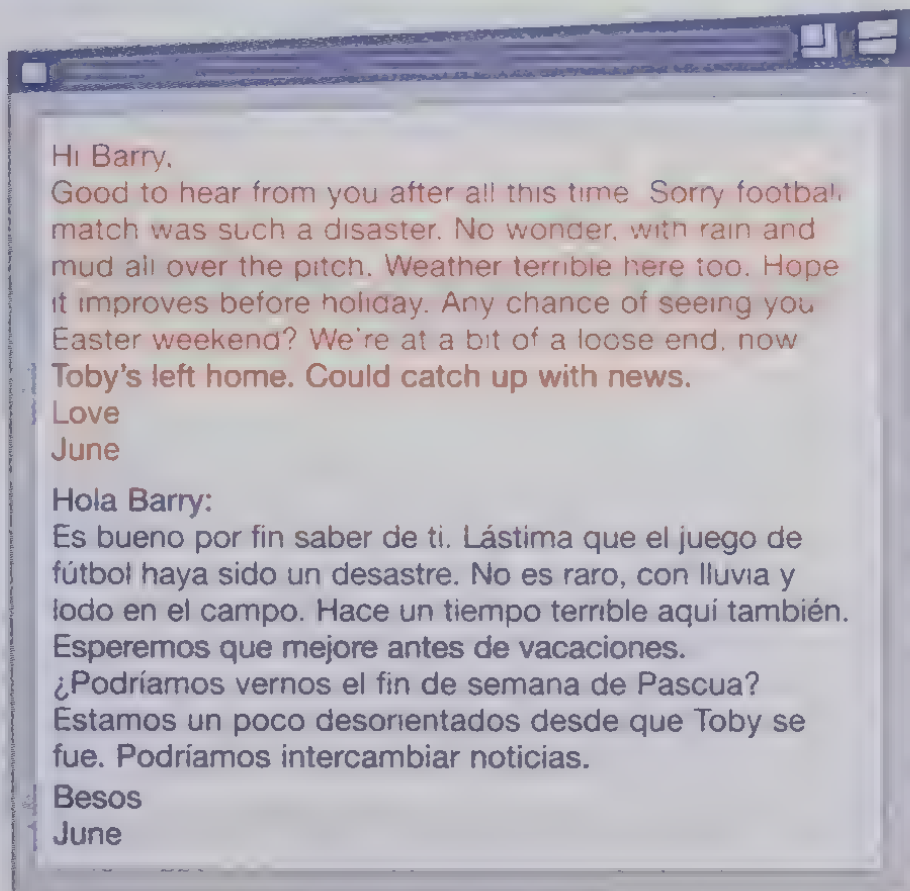 Hi Barry,
Good to hear from you after all this time. Sorry football
match was such a disaster. No wonder, with rain and
mud all over the pitch. Weather terrible here too. Hope
it improves before holiday. Any chance of seeing you
Easter weekend? We're at a bit of a loose end, now
Toby's left home. Could catch up with news.
Love
June
Hola Barry:
Es bueno por fin saber de ti. Lástima que el juego de
fútbol haya sido un desastre. No es raro, con lluvia y
lodo en el campo. Hace un tiempo terrible aquí también.
Esperemos que mejore antes de vacaciones.
¿Podríamos vernos el fin de semana de Pascua?
Estamos un poco desorientados desde que Toby se
fue. Podríamos intercambiar noticias.
Besos
June